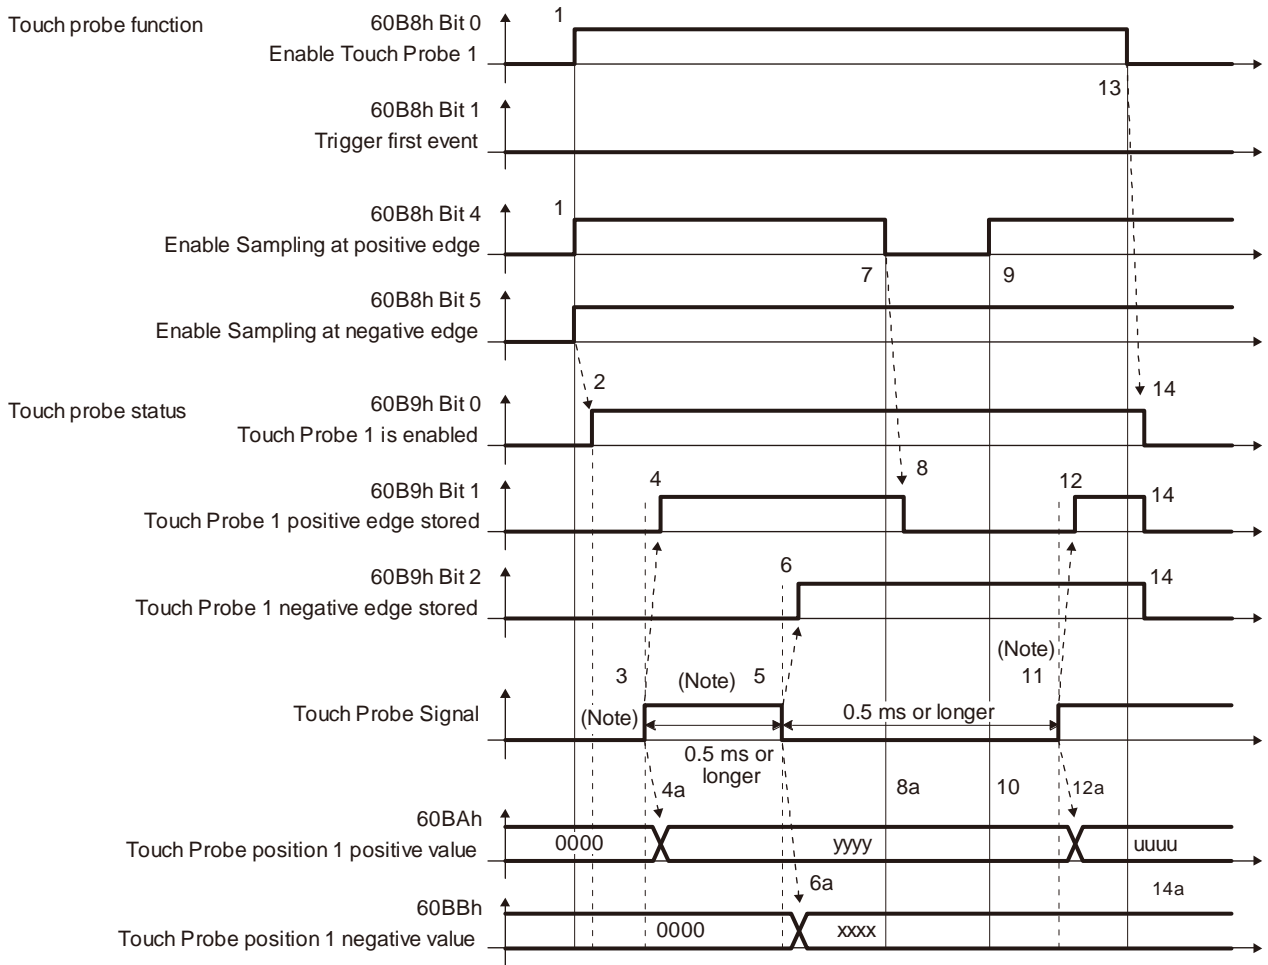 Touch probe function
60B8h Bit 0
Enable Touch Probe 1
1
13
60B8h Bit 1
Trigger first event
60B8h Bit 4
Enable Sampling at positive edge
1
7
9
60B8h Bit 5
Enable Sampling at negative edge
2
Touch probe status
60B9h Bit 0
Touch Probe 1 is enabled
14
8
60B9h Bit 1
Touch Probe 1 positive edge stored
4
12
14
60B9h Bit 2
Touch Probe 1 negative edge stored
6
14
Touch Probe Signal
3
(Note)
(Note)
5
(Note)
11
0.5 ms or
longer
0.5 ms or longer
4a
8a
10
12a
60BAh
Touch Probe position 1 positive value
0000
yyyy
uuuu
6a
14a
60BBh
Touch Probe position 1 negative value
0000
xxxx